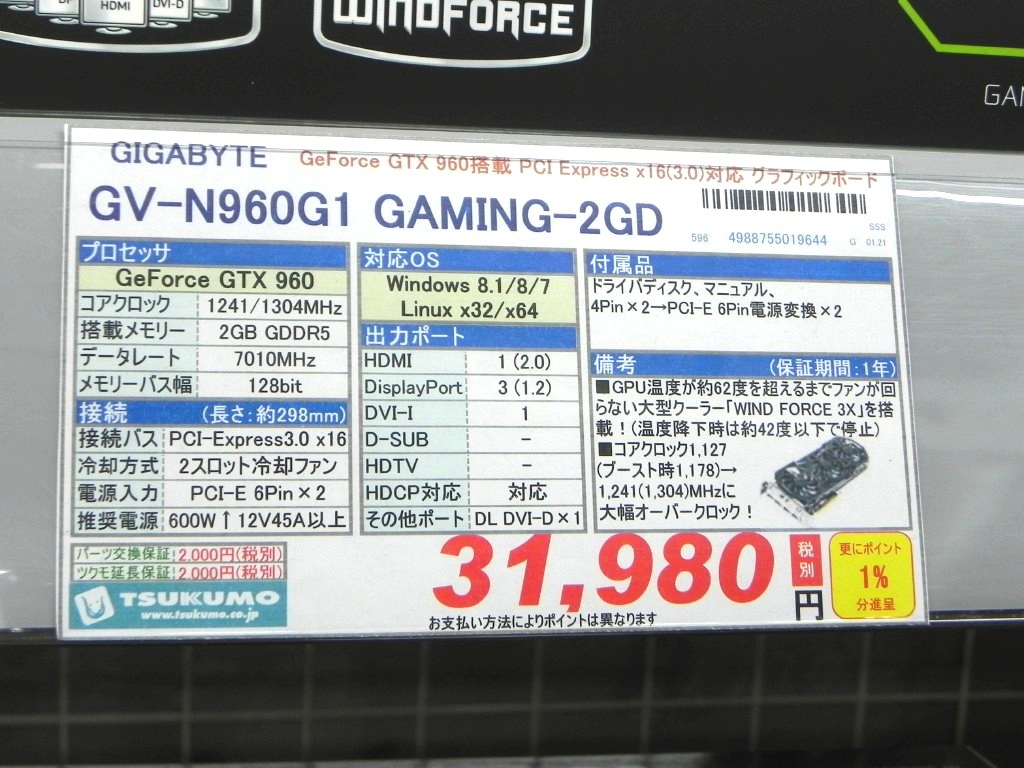 DP HDMI DVI-D
WINDFORCE
GAM
GIGABYTE GeForce GTX 960搭載 PCI Express x16(3.0)対応 グラフィックボード
GV-N960G1 GAMING-2GD
596 4988755019644 G 01.21
SSS
プロセッサ
GeForce GTX 960
コアクロック 1241/1304MHz
搭載メモリー 2GB GDDR5
データレート 7010MHz
メモリーバス幅 128bit
接続 (長さ:約298mm)
接続バス PCI-Express3.0 x16
冷却方式 2スロット冷却ファン
電源入力 PCI-E 6Pin×2
推奨電源 600W↑12V45A以上
対応OS
Windows 8.1/8/7
Linux x32/x64
出力ポート
HDMI 1 (2.0)
DisplayPort 3 (1.2)
DVI-I 1
D-SUB -
HDTV -
HDCP対応 対応
その他ポート DL DVI-D×1
付属品
ドライバディスク、マニュアル、
4Pin×2→PCI-E 6Pin電源変換×2
備考 (保証期間:1年)
■GPU温度が約62度を超えるまでファンが回
らない大型クーラー「WIND FORCE 3X」を搭
載!(温度降下時は約42度以下で停止)
■コアクロック1,127
(ブースト時1,178)→
1,241(1,304)MHzに
大幅オーバークロック!
パーツ交換保証 2,000円(税別)
ツクモ延長保証 2,000円(税別)
TSUKUMO
www.tsukumo.co.jp
31,980 税別 円
お支払い方法によりポイントは異なります
更にポイント
1%
分進呈